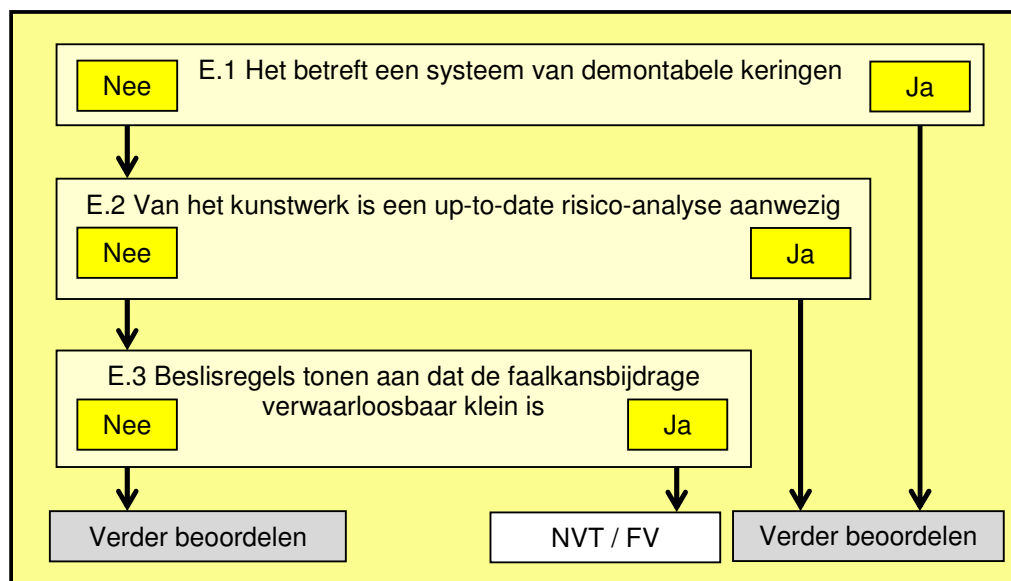 E.1 Het betreft een systeem van demontabele keringen
Nee
Ja
E.2 Van het kunstwerk is een up-to-date risico-analyse aanwezig
Nee
Ja
E.3 Beslisregels tonen aan dat de faalkansbijdrage
verwaarloosbaar klein is
Nee
Ja
Verder beoordelen
NVT / FV
Verder beoordelen